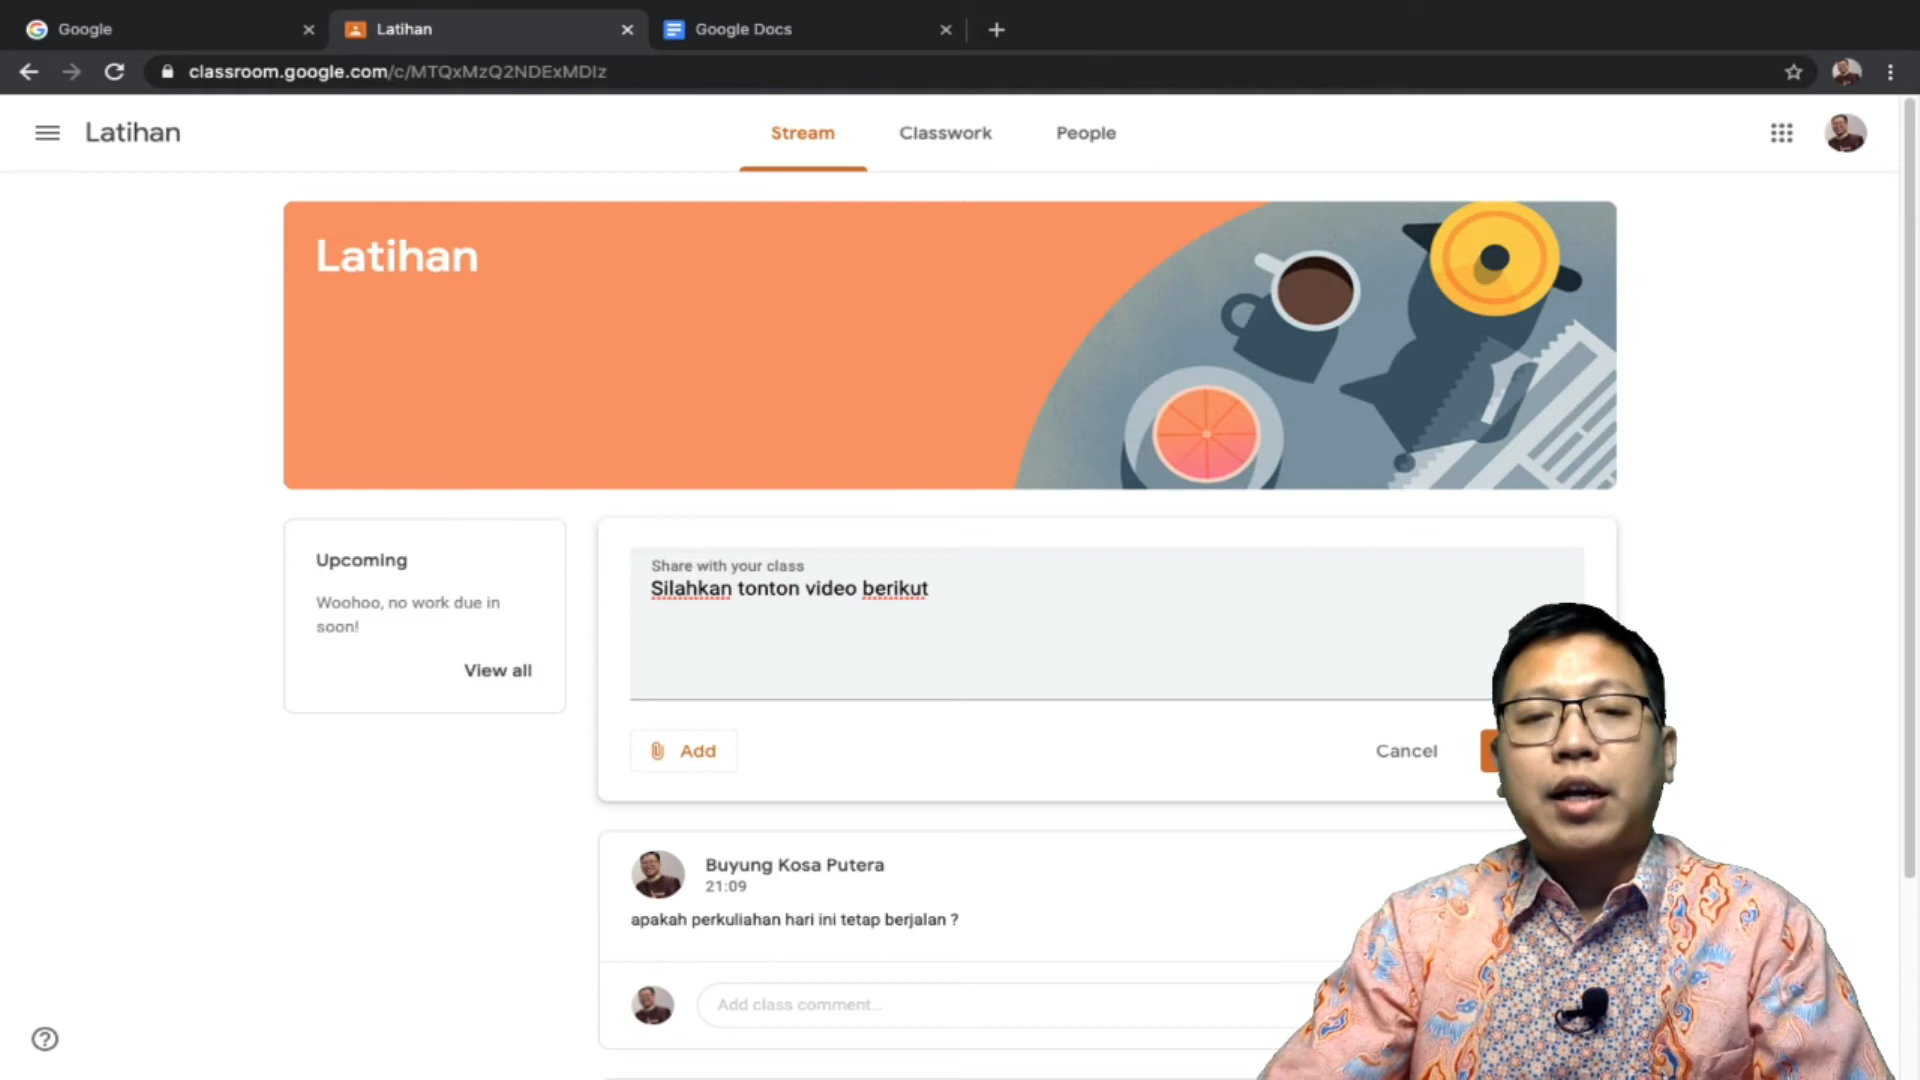 Google
Latihan
Google Docs
classroom.google.com/c/MTQxMzQ2NDExMDIz
Latihan
Stream
Classwork
People
Latihan
Upcoming
Woohoo, no work due in
soon!
View all
Share with your class
Silahkan tonton video berikut
Add
Cancel
Buyung Kosa Putera
21:09
apakah perkuliahan hari ini tetap berjalan ?
Add class comment...